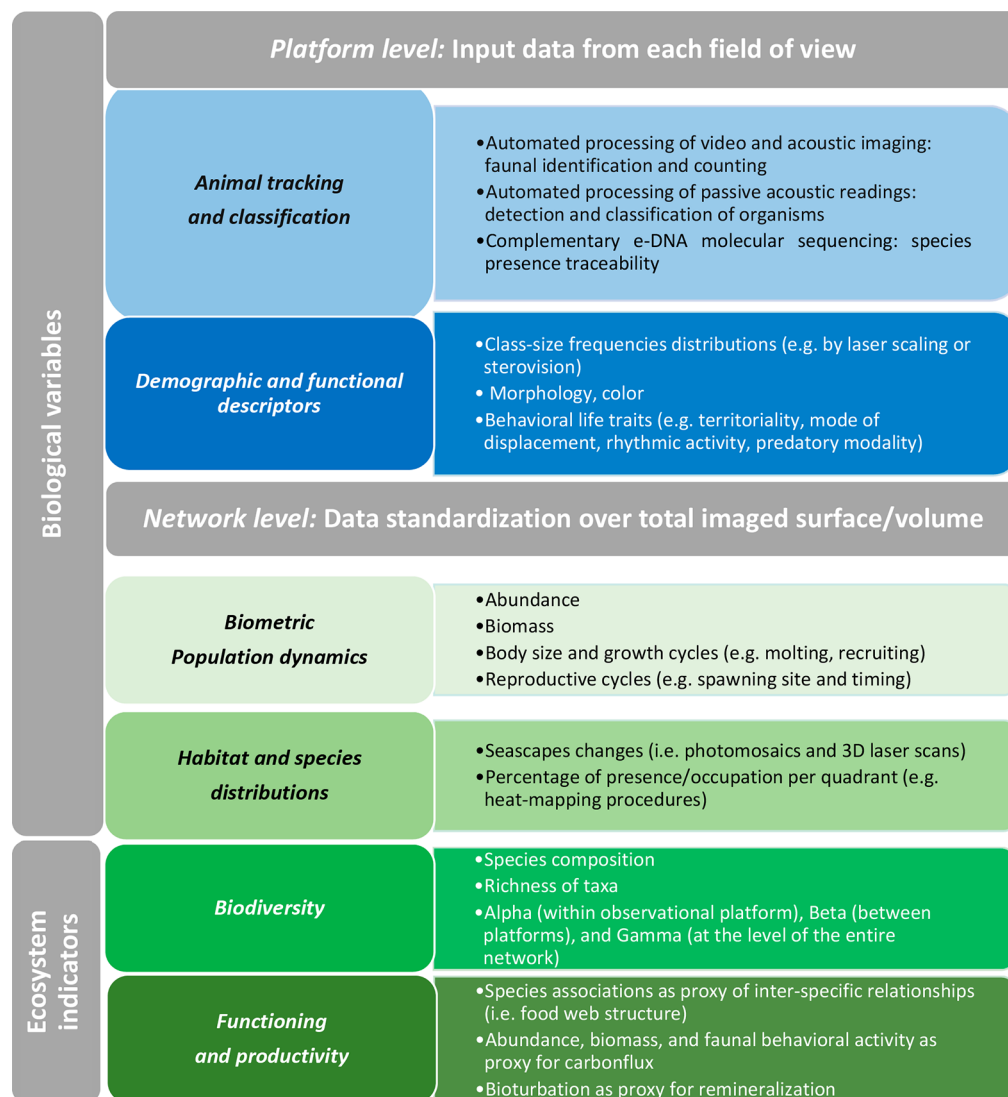 Platform level: Input data from each field of view
Biological variables
Animal tracking
and classification
•Automated processing of video and acoustic imaging:
faunal identification and counting
•Automated processing of passive acoustic readings:
detection and classification of organisms
•Complementary e-DNA molecular sequencing: species
presence traceability
Demographic and functional
descriptors
•Class-size frequencies distributions (e.g. by laser scaling or
sterovision)
• Morphology, color
•Behavioral life traits (e.g. territoriality, mode of
displacement, rhythmic activity, predatory modality)
Network level: Data standardization over total imaged surface/volume
Biometric
Population dynamics
•Abundance
•Biomass
•Body size and growth cycles (e.g. molting, recruiting)
•Reproductive cycles (e.g. spawning site and timing)
Habitat and species
distributions
•Seascapes changes (i.e. photomosaics and 3D laser scans)
•Percentage of presence/occupation per quadrant (e.g.
heat-mapping procedures)
Ecosystem
indicators
Biodiversity
•Species composition
•Richness of taxa
•Alpha (within observational platform), Beta (between
platforms), and Gamma (at the level of the entire
network)
Functioning
and productivity
•Species associations as proxy of inter-specific relationships
(i.e. food web structure)
•Abundance, biomass, and faunal behavioral activity as
proxy for carbonflux
•Bioturbation as proxy for remineralization